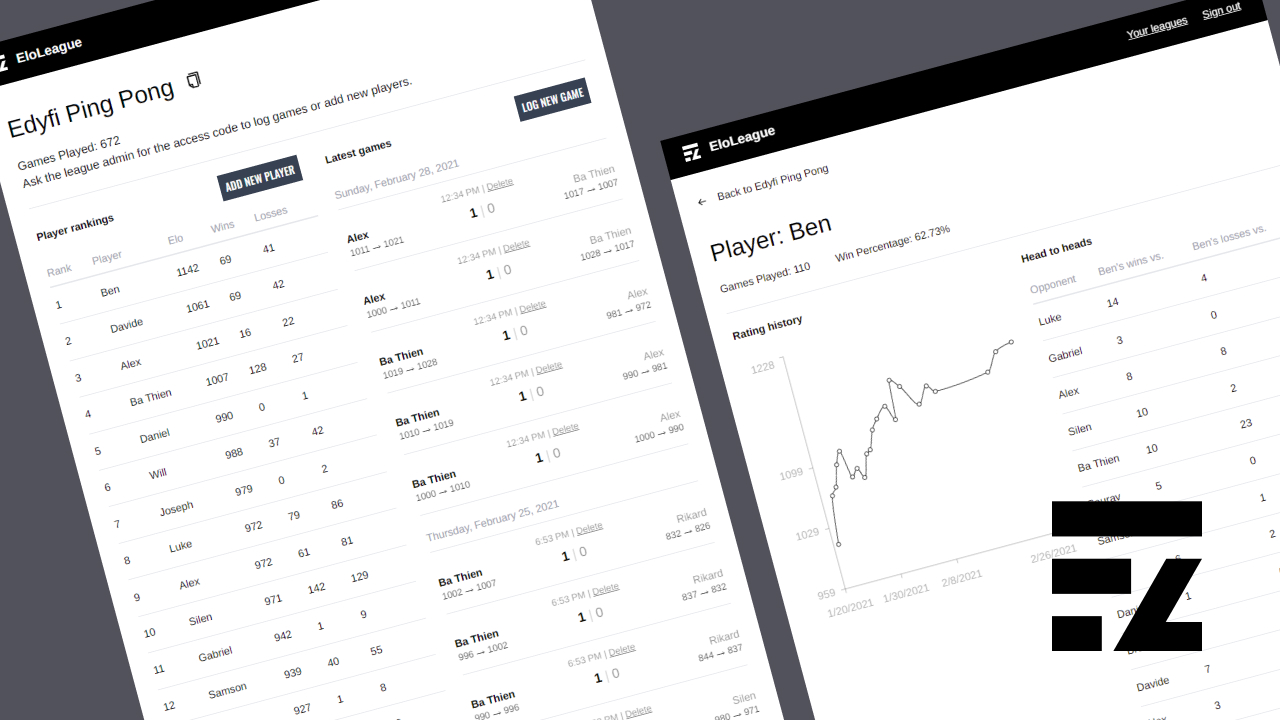 EloLeague
Edyfi Ping Pong
Games Played: 672
Ask the league admin for the access code to log games or add new players.
ADD NEW PLAYER
Player rankings
Rank Player Elo Wins Losses
1 Ben 1142 69 41
2 Davide 1061 69 42
3 Alex 1021 16 22
4 Ba Thien 1007 128 27
5 Daniel 990 0 1
6 Will 988 37 42
7 Joseph 979 0 2
8 Luke 972 79 86
9 Alex 972 61 81
10 Silen 971 142 129
11 Gabriel 942 1 9
12 Samson 939 40 55
927 1 8
LOG NEW GAME
Latest games
Sunday, February 28, 2021
12:34 PM | Delete
Alex 1 | 0 Ba Thien
1011 → 1021 1017 → 1007
12:34 PM | Delete
Alex 1 | 0 Ba Thien
1000 → 1011 1028 → 1017
12:34 PM | Delete
Ba Thien 1 | 0 Alex
1019 → 1028 981 → 972
12:34 PM | Delete
Ba Thien 1 | 0 Alex
1010 → 1019 990 → 981
12:34 PM | Delete
Ba Thien 1 | 0 Alex
1000 → 1010 1000 → 990
Thursday, February 25, 2021
6:53 PM | Delete
Ba Thien 1 | 0 Rikard
1002 → 1007 832 → 826
6:53 PM | Delete
Ba Thien 1 | 0 Rikard
996 → 1002 837 → 832
6:53 PM | Delete
Ba Thien 1 | 0 Rikard
990 → 996 844 → 837
PM | Delete
Silen
980 → 971
EloLeague
Your leagues Sign out
← Back to Edyfi Ping Pong
Player: Ben
Games Played: 110 Win Percentage: 62.73%
Rating history
1228
1099
1029
959
1/20/2021 1/30/2021 2/8/2021 2/26/2021
Head to heads
Opponent Ben's wins vs. Ben's losses vs.
Luke 14 4
Gabriel 3 0
Alex 8 8
Silen 10 2
Ba Thien 10 23
5 0
1
2
1
Davide 7
3